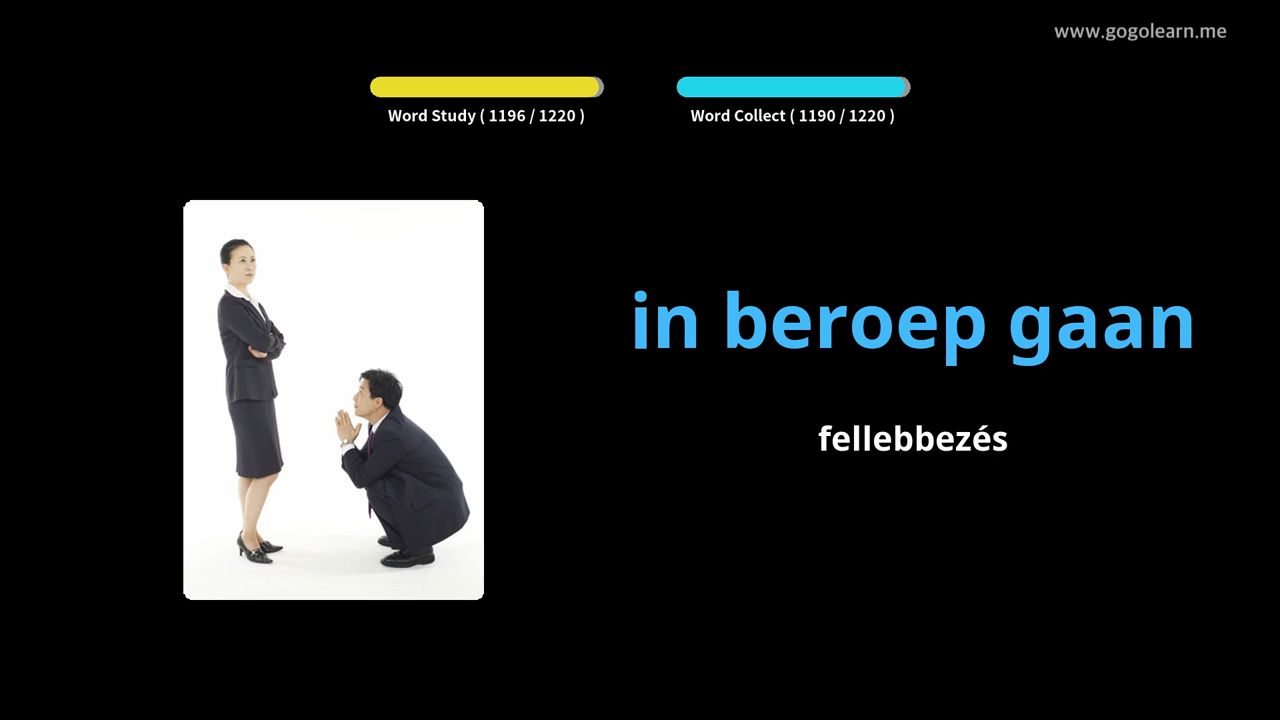 www.gogolearn.me
Word Study ( 1196 / 1220 )
Word Collect ( 1190 / 1220 )
in beroep gaan
fellebbezés